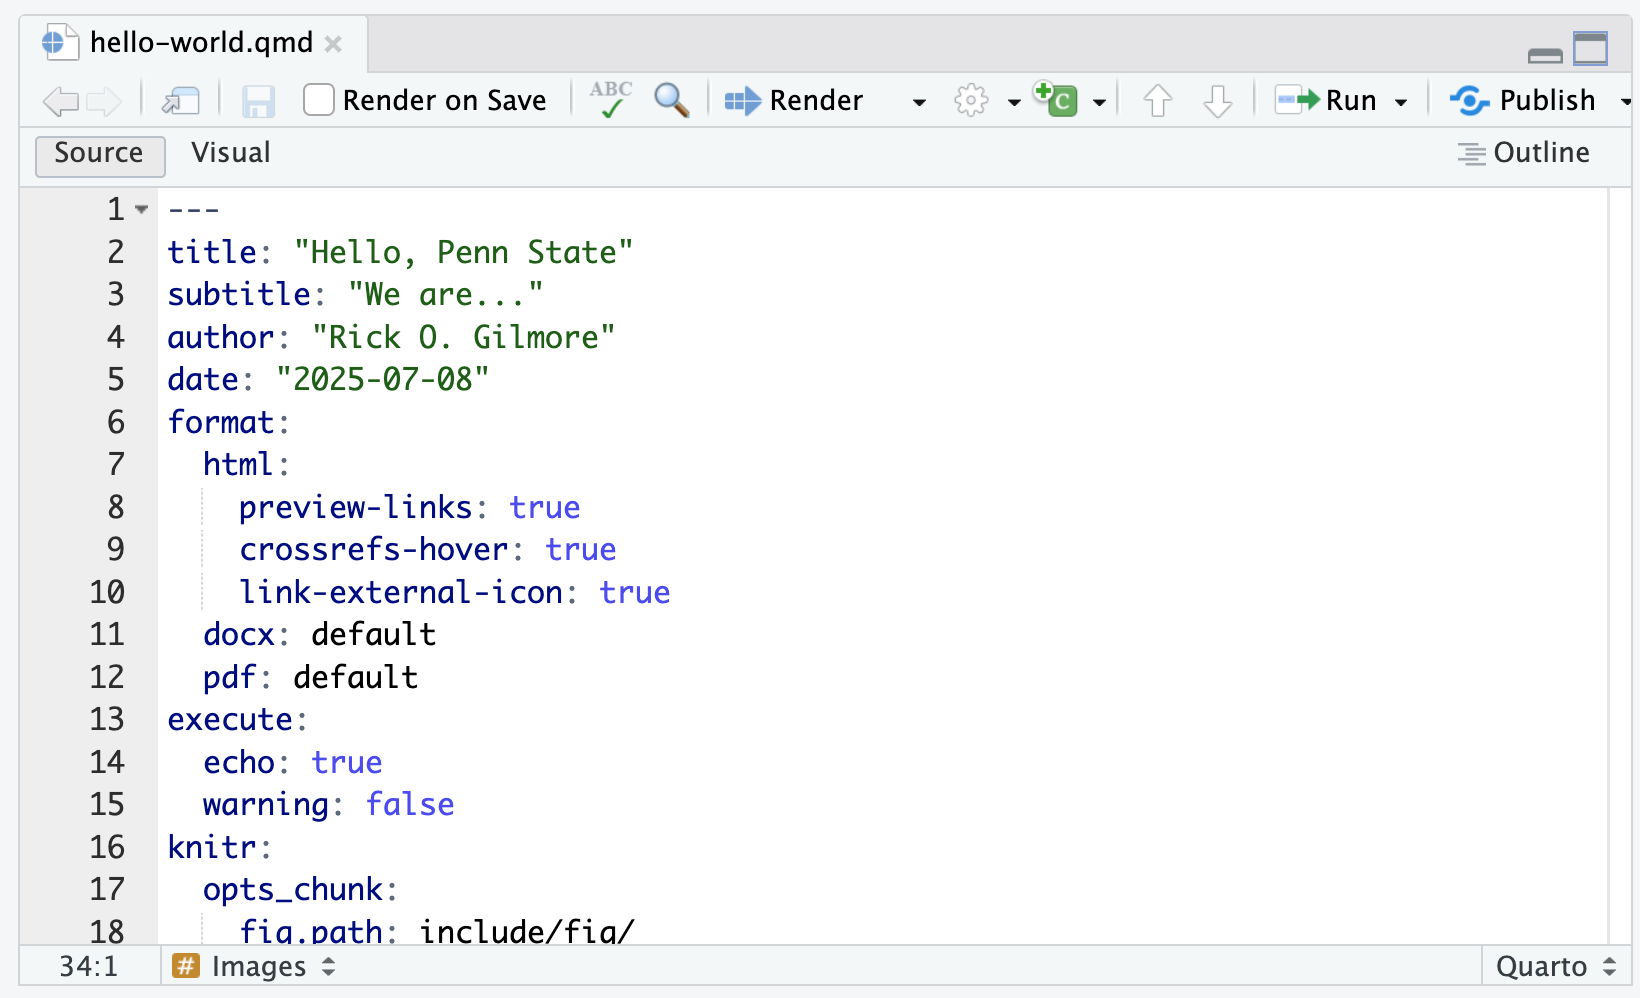 hello-world.qmd
Render on Save ABC Render C Run Publish
Source Visual Outline
1 ---
2 title: "Hello, Penn State"
3 subtitle: "We are..."
4 author: "Rick O. Gilmore"
5 date: "2025-07-08"
6 format:
7   html:
8     preview-links: true
9     crossrefs-hover: true
10     link-external-icon: true
11   docx: default
12   pdf: default
13 execute:
14   echo: true
15   warning: false
16 knitr:
17   opts_chunk:
18     fig.path: include/fig/
34:1 # Images Quarto